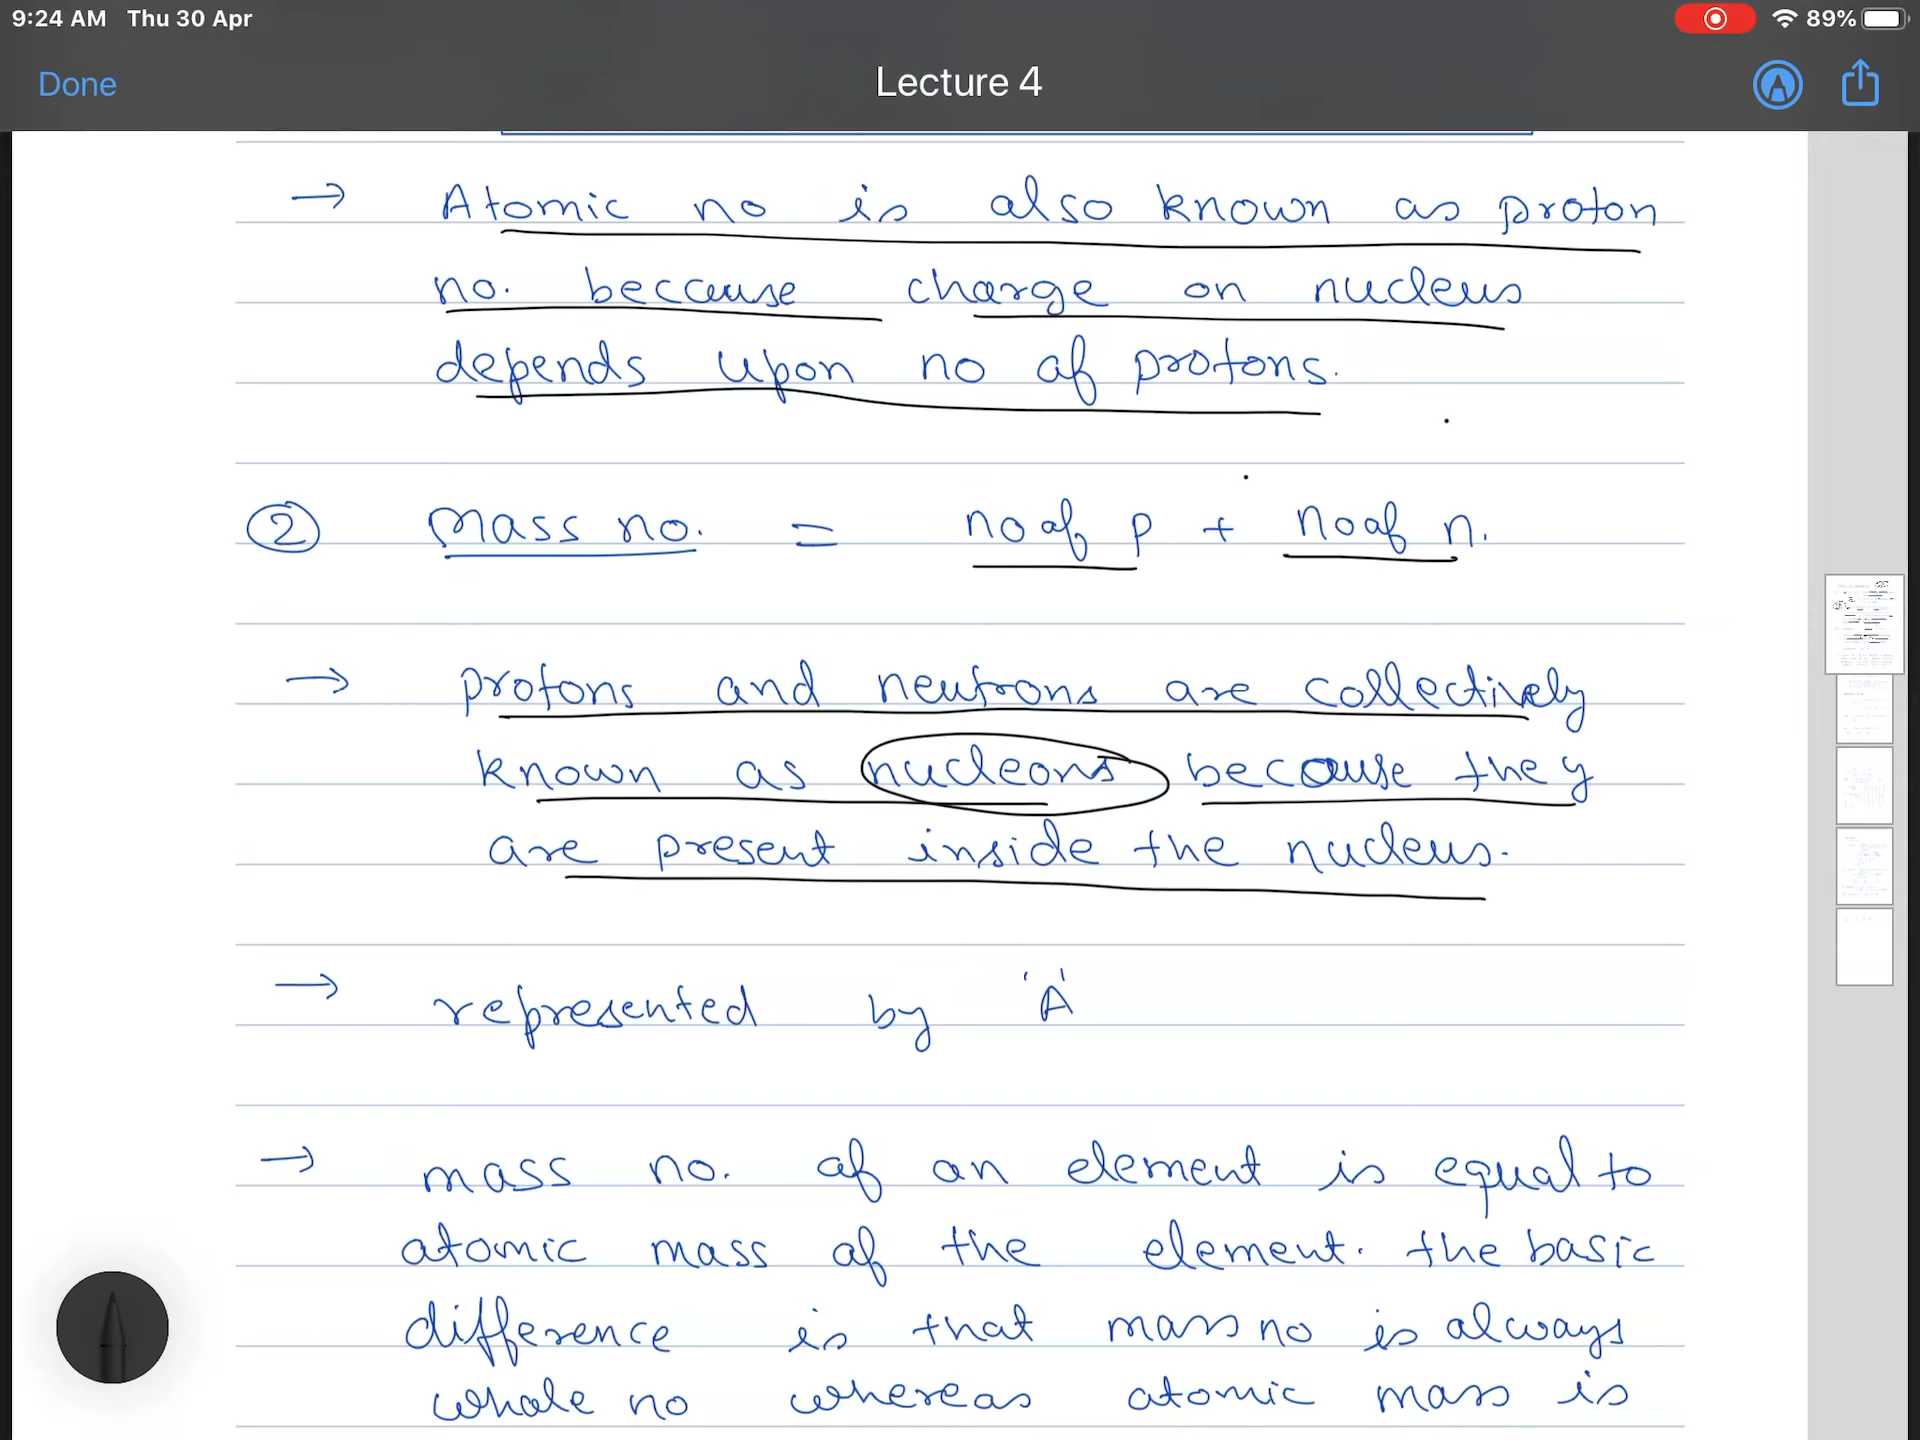 9:24 AM Thu 30 Apr
89%
Done
Lecture 4
→ Atomic no is also known as proton
no. because charge on nucleus
depends upon no of protons.
② Mass no. = no of p + no of n.
→ protons and neutrons are collectively
known as nucleons because they
are present inside the nucleus.
→ represented by 'A'
→ mass no. of an element is equal to
atomic mass of the element. the basic
difference is that mass no is always
whole no whereas atomic mass is